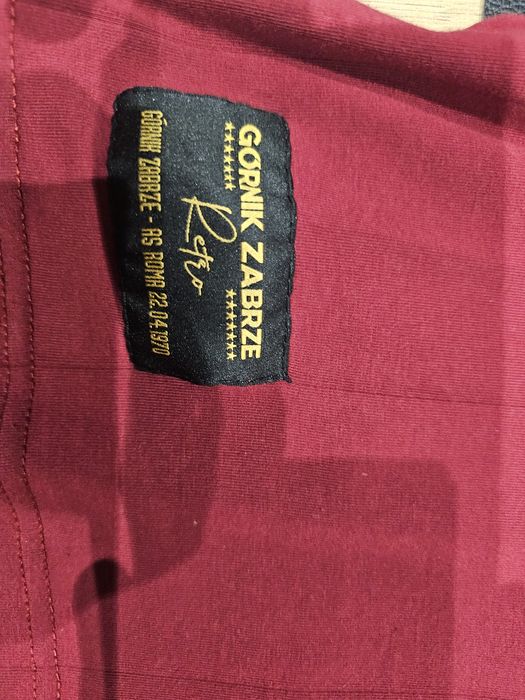 GÓRNIK ZABRZE
★★★★★★★ ★★★★★★★
Retro
GÓRNIK ZABRZE - AS ROMA 22.04.1970